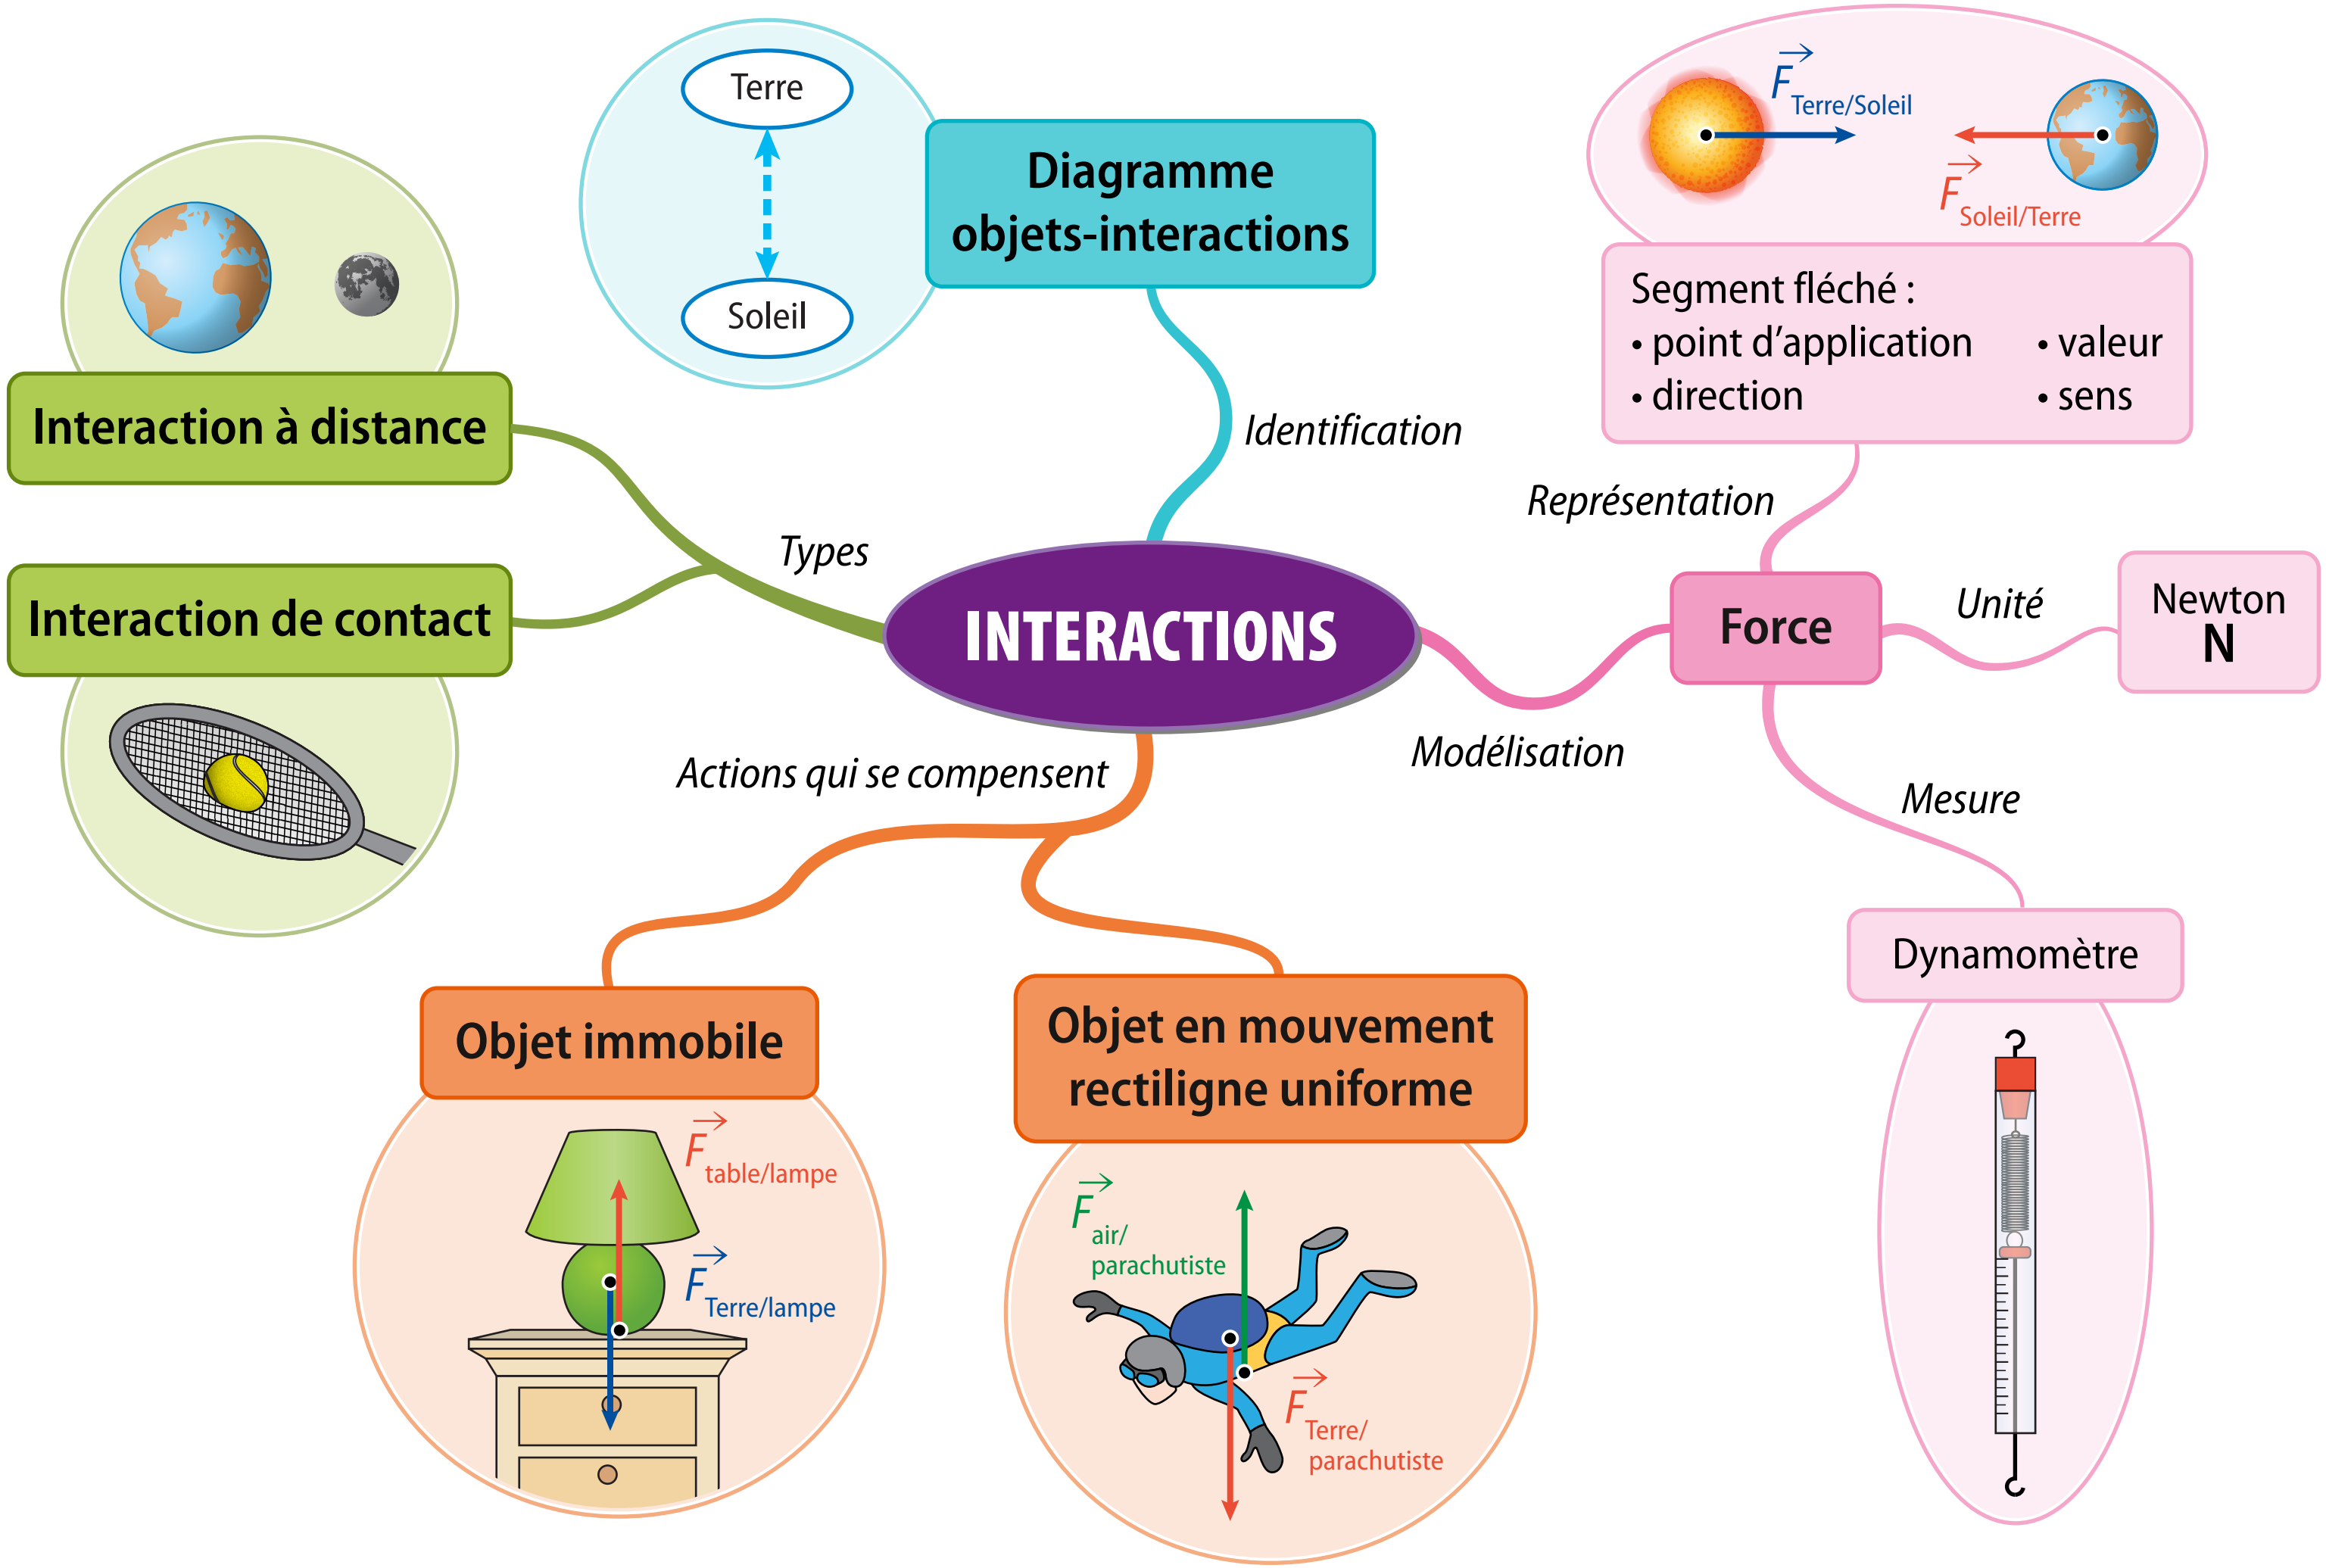 Terre
Soleil
Diagramme
objets-interactions
Identification
Interaction à distance
Interaction de contact
Types
INTERACTIONS
F
Terre/Soleil
F
Soleil/Terre
Segment fléché :
• point d'application
• valeur
• direction
• sens
Représentation
Force
Unité
Newton
N
Modélisation
Mesure
Dynamomètre
Actions qui se compensent
Objet immobile
F
table/lampe
F
Terre/lampe
Objet en mouvement
rectiligne uniforme
F
air/
parachutiste
F
Terre/
parachutiste